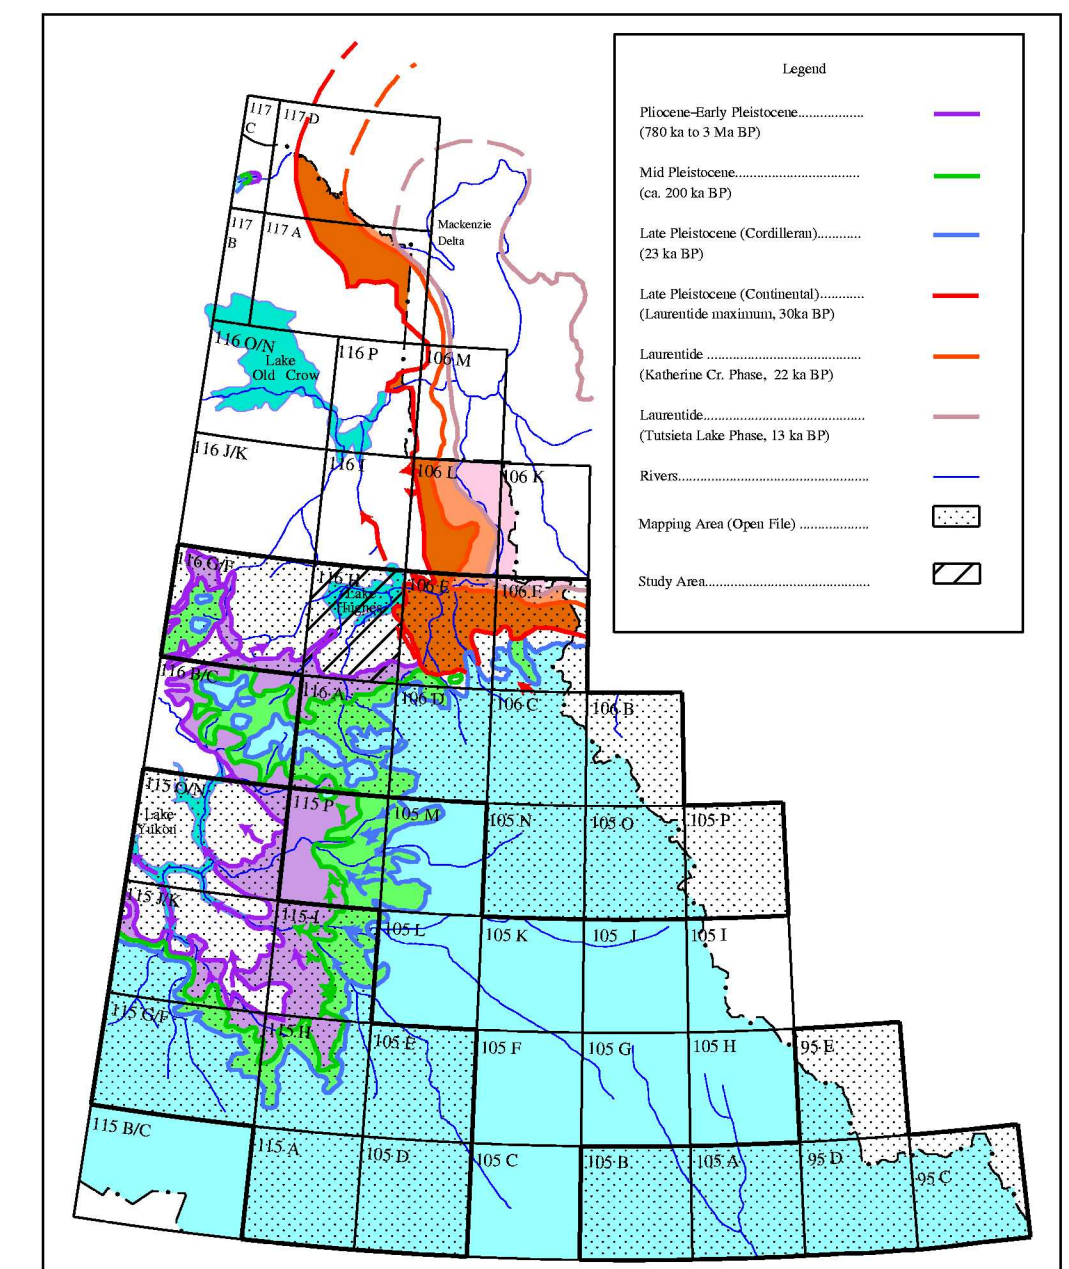 Legend
Pliocene-Early Pleistocene...................
(780 ka to 3 Ma BP)
Mid Pleistocene..................................
(ca. 200 ka BP)
Late Pleistocene (Cordilleran)............
(23 ka BP)
Late Pleistocene (Continental)............
(Laurentide maximum, 30ka BP)
Laurentide ..........................................
(Katherine Cr. Phase, 22 ka BP)
Laurentide............................................
(Tutsieta Lake Phase, 13 ka BP)
Rivers....................................................
Mapping Area (Open File) ...................
Study Area.............................................
117
C
117 D
117
B
117 A
Mackenzie
Delta
116 O/N
Lake
Old Crow
116 P
106 M
116 J/K
116 I
106 L
106 K
116 G/F
116 H
Lake
Hughes
106 E
106 F
116 B/C
116 A
106 D
106 C
106 B
115 O/N
Lake
Yukon
115 P
105 M
105 N
105 O
105 P
115 J/K
115 I
105 L
105 K
105 J
105 I
115 G/F
115 H
105 E
105 F
105 G
105 H
95 E
115 B/C
115 A
105 D
105 C
105 B
105 A
95 D
95 C